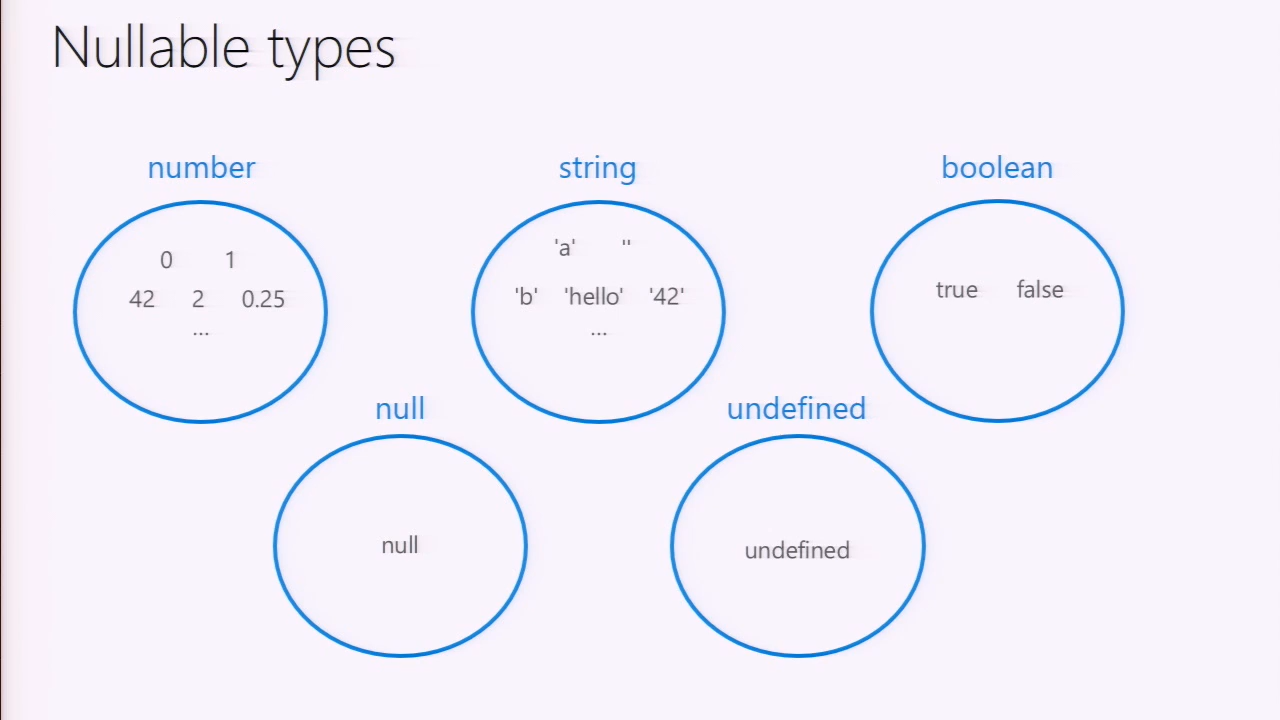 Nullable types
number
string
boolean
0 1
42 2 0.25
...
'a' ''
'b' 'hello' '42'
...
true false
null
undefined
null
undefined